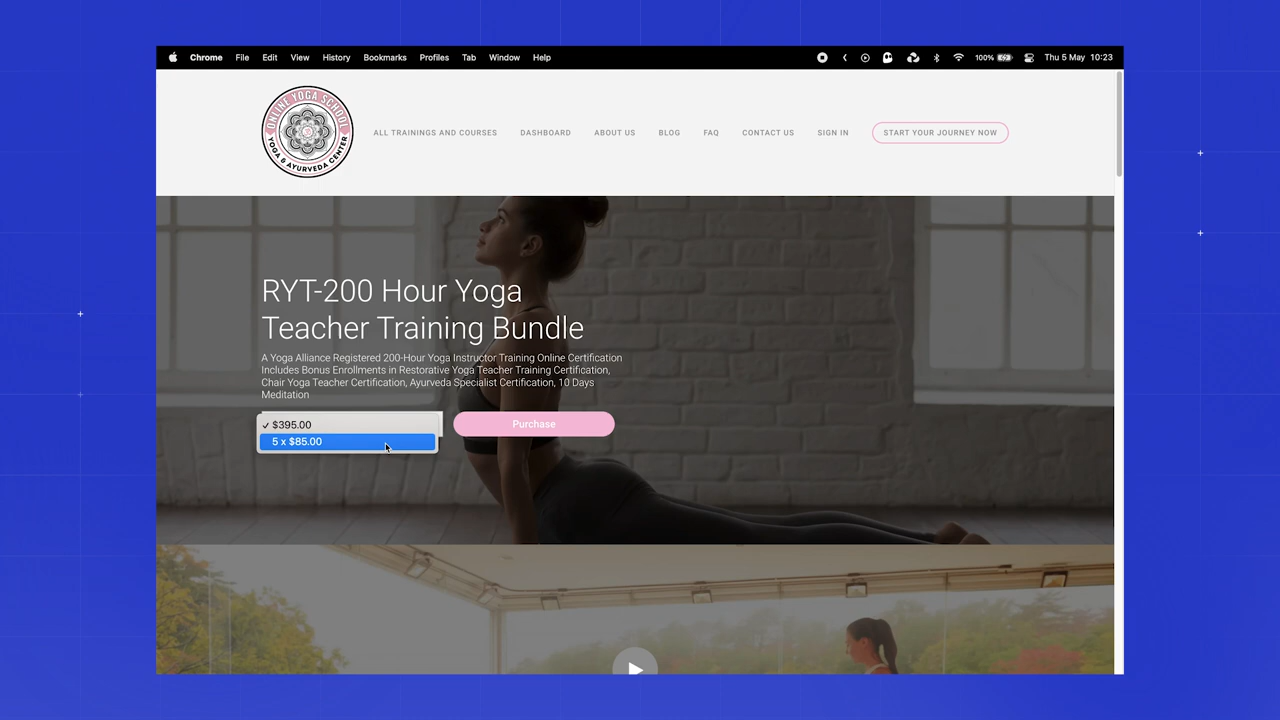 Chrome File Edit View History Bookmarks Profiles Tab Window Help 100% Thu 5 May 10:23
ONLINE YOGA SCHOOL
YOGA & AYURVEDA CENTER
ALL TRAININGS AND COURSES DASHBOARD ABOUT US BLOG FAQ CONTACT US SIGN IN START YOUR JOURNEY NOW
RYT-200 Hour Yoga
Teacher Training Bundle
A Yoga Alliance Registered 200-Hour Yoga Instructor Training Online Certification
Includes Bonus Enrollments in Restorative Yoga Teacher Training Certification,
Chair Yoga Teacher Certification, Ayurveda Specialist Certification, 10 Days
Meditation
✓ $395.00 Purchase
5 x $85.00